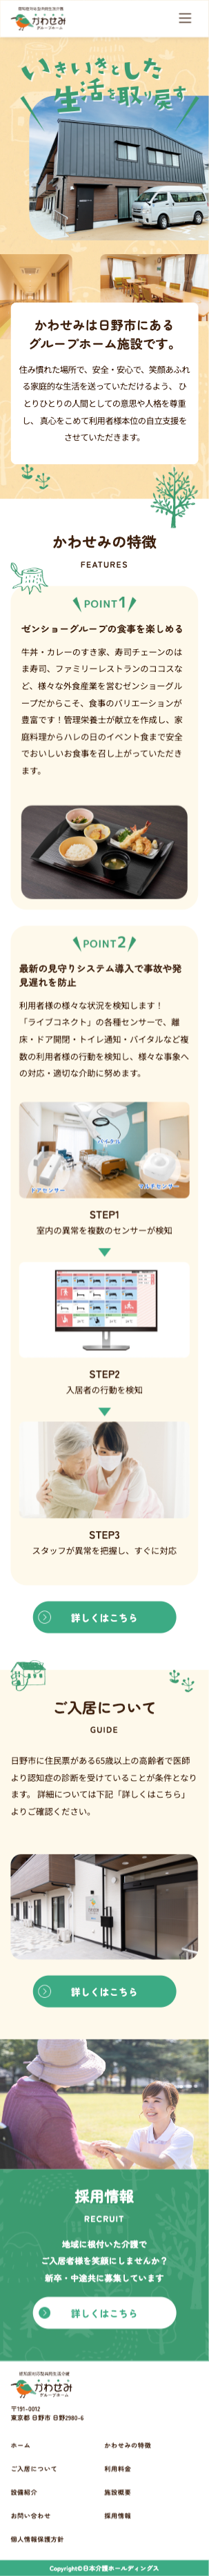 認知症対応型共同生活介護
かわせみ
グループホーム
いきいきとした
生活を取り戻す
かわせみは日野市にある
グループホーム施設です。
住み慣れた場所で、安全・安心で、笑顔あふれ
る家庭的な生活を送っていただけるよう、 ひ
とりひとりの人間としての意思や人格を尊重
し、 真心をこめて利用者様本位の自立支援を
させていただきます。
かわせみの特徴
FEATURES
POINT1
ゼンショーグループの食事を楽しめる
牛丼・カレーのすき家、寿司チェーンのは
ま寿司、ファミリーレストランのココスな
ど、様々な外食産業を営むゼンショーグル
ープだからこそ、食事のバリエーションが
豊富です！管理栄養士が献立を作成し、家
庭料理からハレの日のイベント食まで安全
でおいしいお食事を召し上がっていただき
ます。
POINT2
最新の見守りシステム導入で事故や発
見遅れを防止
利用者様の様々な状況を検知します！
「ライブコネクト」の各種センサーで、離
床・ドア開閉・トイレ通知・バイタルなど複
数の利用者様の行動を検知し、様々な事象へ
の対応・適切な介助に努めます。
ドアセンサー
STEP1
室内の異常を複数のセンサーが検知
STEP2
入居者の行動を検知
STEP3
スタッフが異常を把握し、すぐに対応
詳しくはこちら
ご入居について
GUIDE
日野市に住民票がある65歳以上の高齢者で医師
より認知症の診断を受けていることが条件となり
ます。 詳細については下記「詳しくはこちら」
よりご確認ください。
詳しくはこちら
採用情報
RECRUIT
地域に根付いた介護で
ご入居者様を笑顔にしませんか？
新卒・中途共に募集しています
詳しくはこちら
認知症対応型共同生活介護
かわせみ
グループホーム
〒191-0012
東京都 日野市 日野2980-6
ホーム
かわせみの特徴
ご入居について
利用料金
設備紹介
施設概要
お問い合わせ
採用情報
個人情報保護方針
Copyright©日本介護ホールディングス